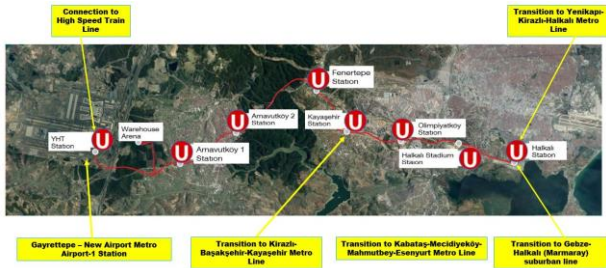 Connection to
High Speed Train
Line
Transition to Yenikapı-
Kirazlı-Halkalı Metro
Line
U
Fenertepe
Station
U
Arnavutköy 2
Station
Kayaşehir
Station
U
U
Olimpiyatköy
Station
YHT
Station
U
Warehouse
Arena
U
Arnavutköy 1
Station
Halkalı Stadium
Staion
U
U
Halkalı
Station
Gayrettepe – New Airport Metro
Airport-1 Station
Transition to Kirazlı-
Başakşehir-Kayaşehir Metro
Line
Transition to Kabataş-Mecidiyeköy-
Mahmutbey-Esenyurt Metro Line
Transition to Gebze-
Halkalı (Marmaray)
suburban line